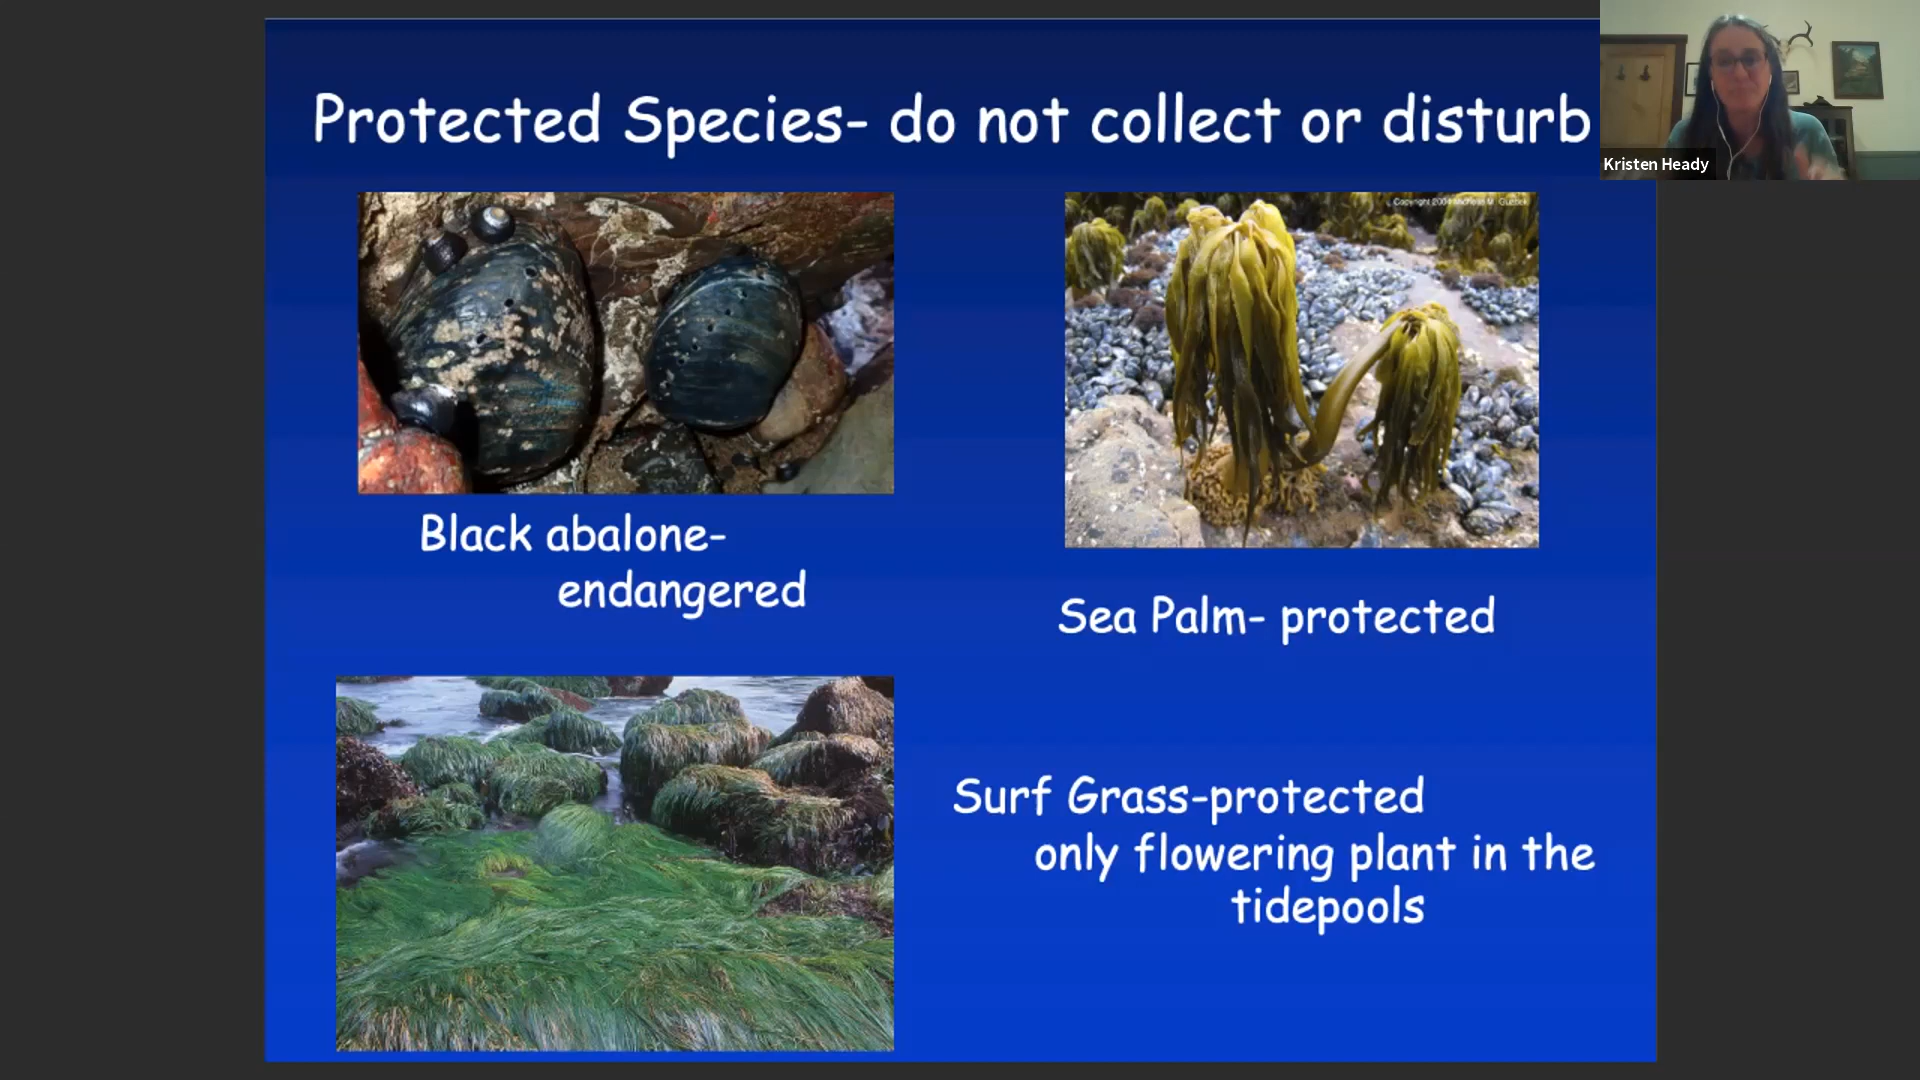 Protected Species- do not collect or disturb
Kristen Heady
Black abalone-
endangered
Sea Palm- protected
Surf Grass-protected
only flowering plant in the
tidepools